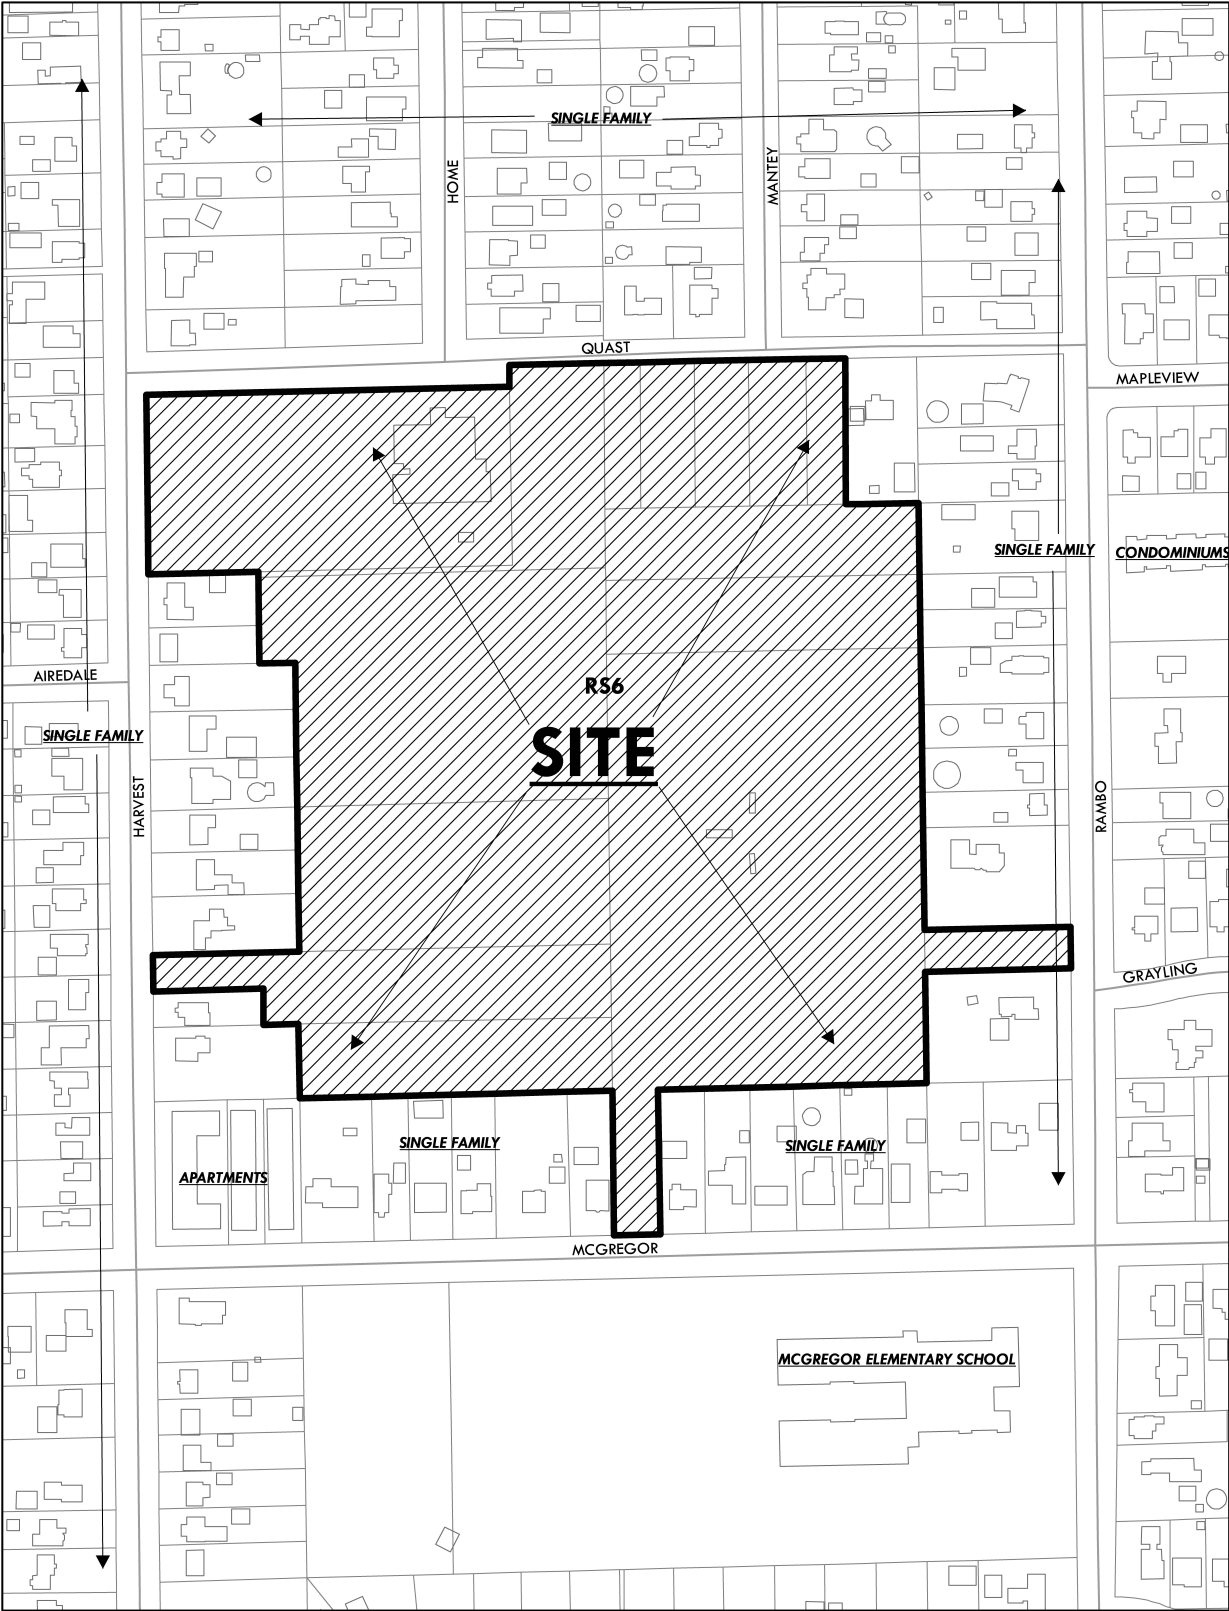 SINGLE FAMILY
HOME
MANTEY
QUAST
MAPLEVIEW
SINGLE FAMILY
CONDOMINIUMS
AIREDALE
RS6
SITE
SINGLE FAMILY
HARVEST
RAMBO
GRAYLING
SINGLE FAMILY
SINGLE FAMILY
APARTMENTS
MCGREGOR
MCGREGOR ELEMENTARY SCHOOL